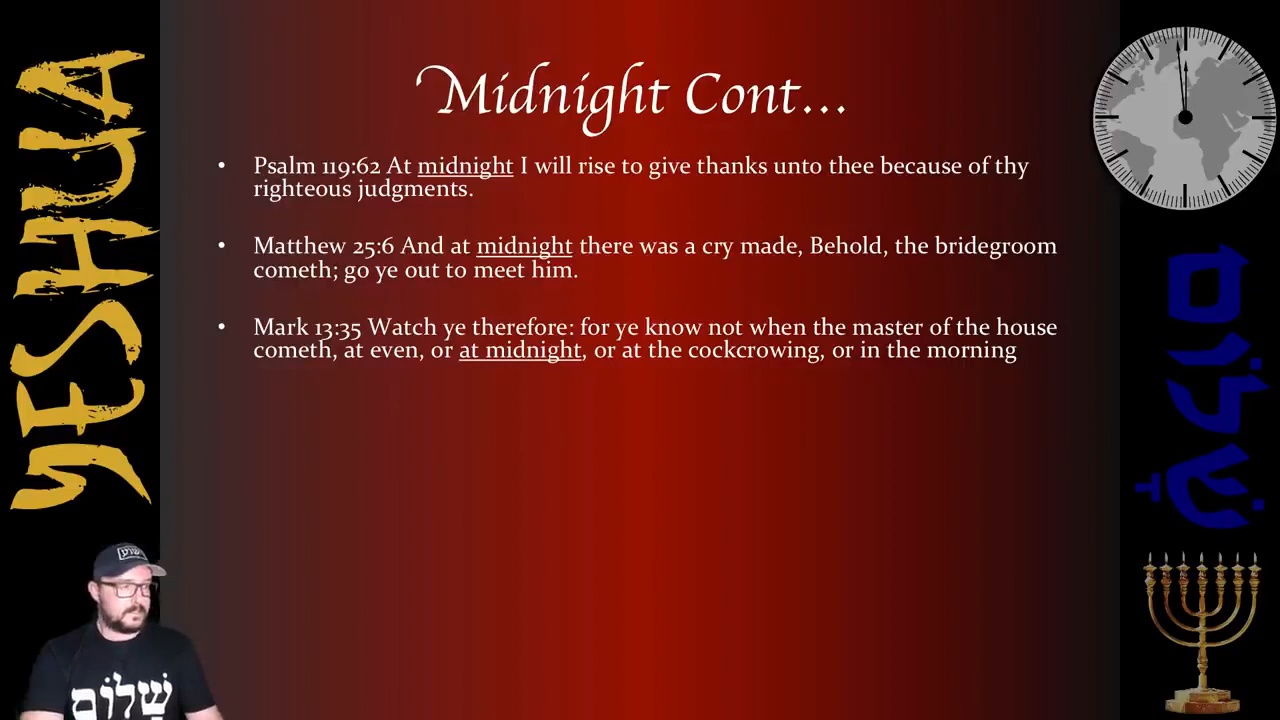 YESHUA
Midnight Cont…
• Psalm 119:62 At midnight I will rise to give thanks unto thee because of thy
righteous judgments.
• Matthew 25:6 And at midnight there was a cry made, Behold, the bridegroom
cometh; go ye out to meet him.
• Mark 13:35 Watch ye therefore: for ye know not when the master of the house
cometh, at even, or at midnight, or at the cockcrowing, or in the morning
שָׁלוֹם
שָׁלוֹם